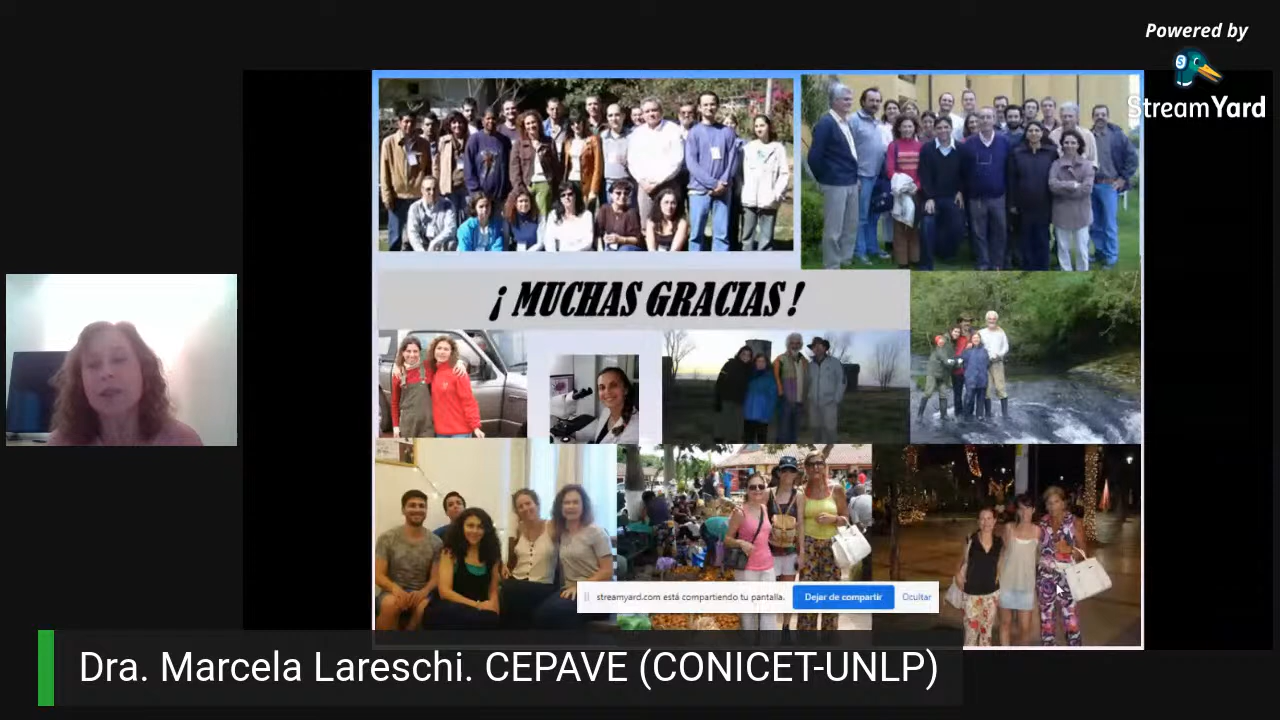 Powered by
StreamYard
¡ MUCHAS GRACIAS !
streamyard.com está compartiendo tu pantalla.
Dejar de compartir
Ocultar
Dra. Marcela Lareschi. CEPAVE (CONICET-UNLP)